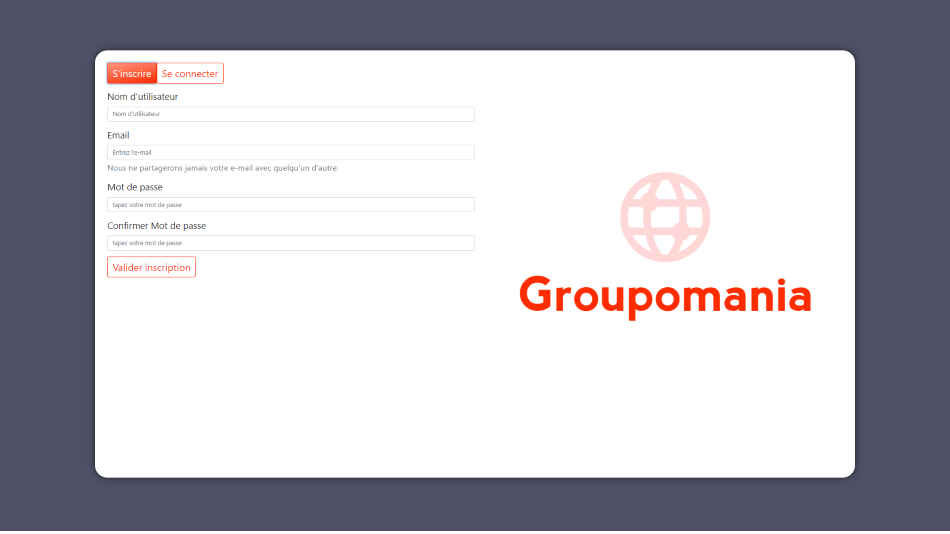 S'inscrire Se connecter
Nom d'utilisateur
Nom d'utilisateur
Email
Entrez l'e-mail
Nous ne partagerons jamais votre e-mail avec quelqu'un d'autre.
Mot de passe
tapez votre mot de passe
Confirmer Mot de passe
tapez votre mot de passe
Valider inscription
Groupomania